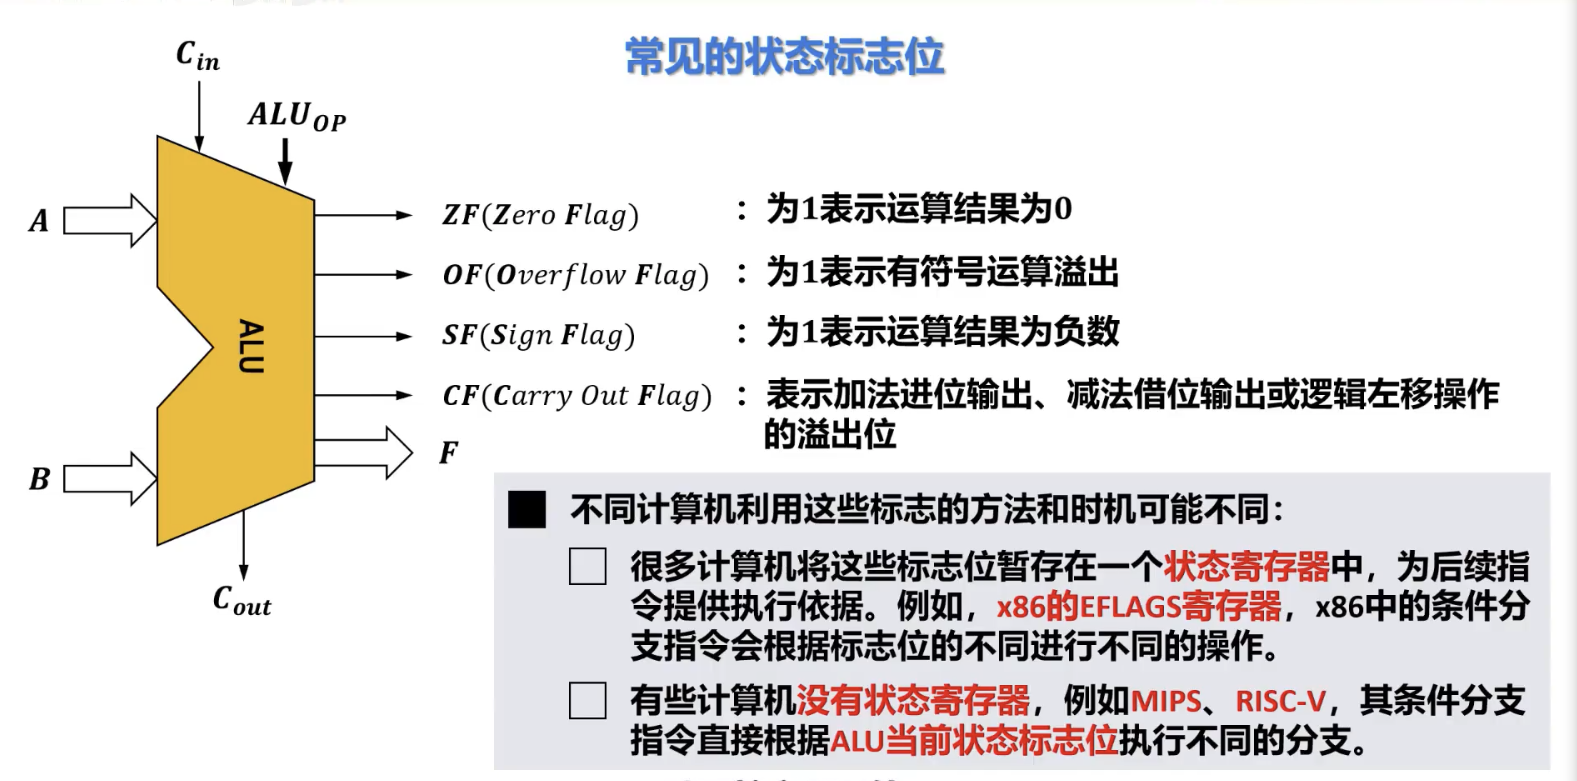 常见的状态标志位
C_in
ALU_OP
A
ZF(Zero Flag) : 为1表示运算结果为0
OF(Overflow Flag) : 为1表示有符号运算溢出
ALU
SF(Sign Flag) : 为1表示运算结果为负数
CF(Carry Out Flag) : 表示加法进位输出、减法借位输出或逻辑左移操作
的溢出位
F
B
C_out
不同计算机利用这些标志的方法和时机可能不同：
很多计算机将这些标志位暂存在一个状态寄存器中，为后续指
令提供执行依据。例如，x86的EFLAGS寄存器，x86中的条件分
支指令会根据标志位的不同进行不同的操作。
有些计算机没有状态寄存器，例如MIPS、RISC-V，其条件分支
指令直接根据ALU当前状态标志位执行不同的分支。